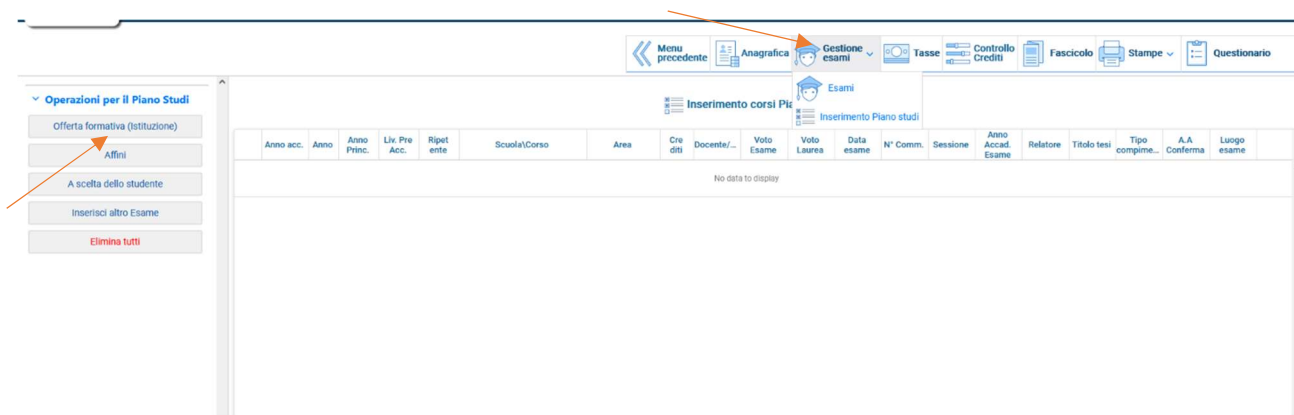 Menu precedente
Anagrafica
Gestione esami
Tasse
Controllo Crediti
Fascicolo
Stampe
Questionario
Esami
Inserimento Piano studi
Operazioni per il Piano Studi
Offerta formativa (Istituzione)
Affini
A scelta dello studente
Inserisci altro Esame
Elimina tutti
Inserimento corsi
Anno acc.
Anno
Anno Princ.
Liv. Pre Acc.
Ripet ente
Scuola\Corso
Area
Cre diti
Docente/...
Voto Esame
Voto Laurea
Data esame
N° Comm.
Sessione
Anno Accad. Esame
Relatore
Titolo tesi
Tipo compime...
A.A Conferma
Luogo esame
No data to display